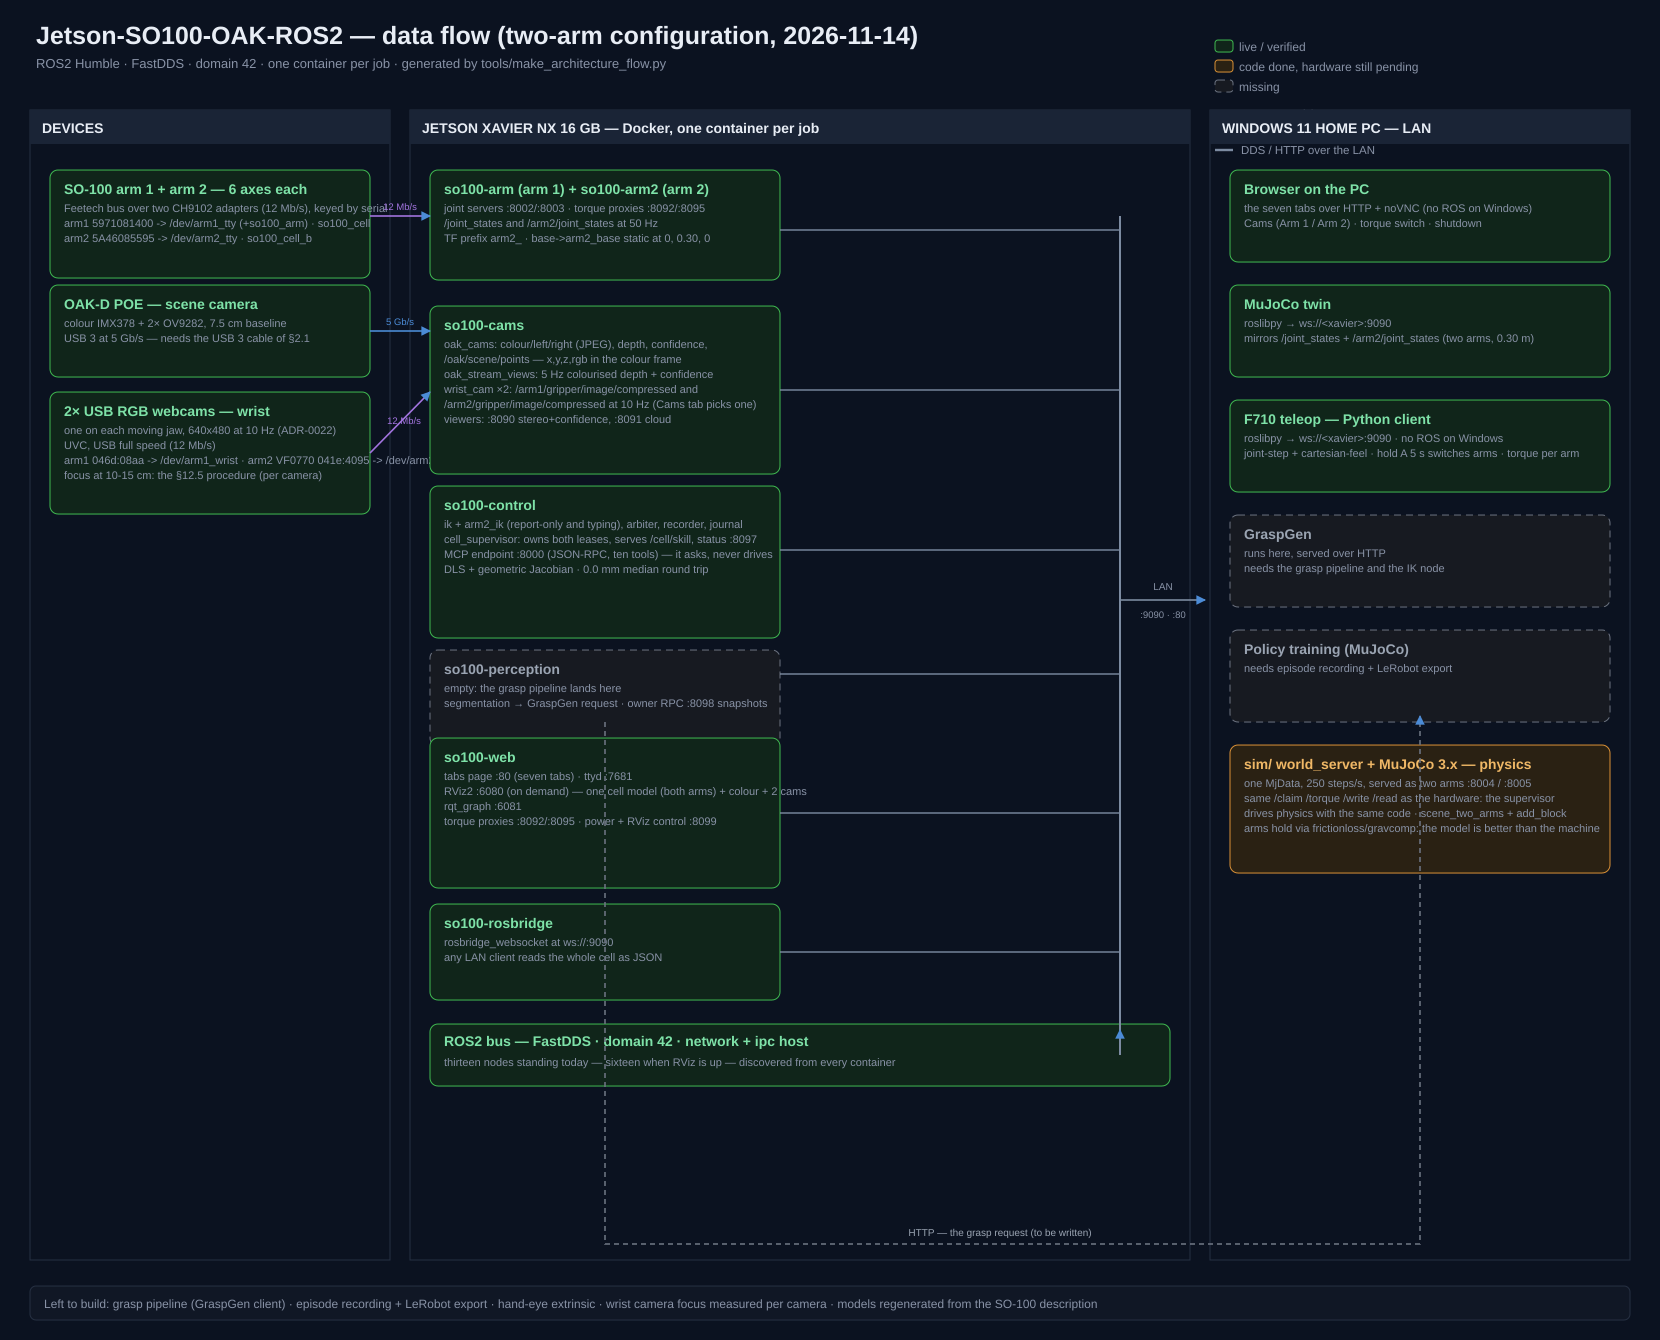 Jetson-SO100-OAK-ROS2 — data flow (two-arm configuration, 2026-11-14)
ROS2 Humble · FastDDS · domain 42 · one container per job · generated by tools/make_architecture_flow.py
live / verified
code done, hardware still pending
missing
DEVICES
SO-100 arm 1 + arm 2 — 6 axes each
Feetech bus over two CH9102 adapters (12 Mb/s), keyed by serial
arm1 5971081400 -> /dev/arm1_tty (+so100_arm) · so100_cell
arm2 5A46085595 -> /dev/arm2_tty · so100_cell_b
12 Mb/s
OAK-D POE — scene camera
colour IMX378 + 2× OV9282, 7.5 cm baseline
USB 3 at 5 Gb/s — needs the USB 3 cable of §2.1
5 Gb/s
2× USB RGB webcams — wrist
one on each moving jaw, 640x480 at 10 Hz (ADR-0022)
UVC, USB full speed (12 Mb/s)
arm1 046d:08aa -> /dev/arm1_wrist · arm2 VF0770 041e:4095 -> /dev/arm
focus at 10-15 cm: the §12.5 procedure (per camera)
12 Mb/s
JETSON XAVIER NX 16 GB — Docker, one container per job
so100-arm (arm 1) + so100-arm2 (arm 2)
joint servers :8002/:8003 · torque proxies :8092/:8095
/joint_states and /arm2/joint_states at 50 Hz
TF prefix arm2_ · base->arm2_base static at 0, 0.30, 0
so100-cams
oak_cams: colour/left/right (JPEG), depth, confidence,
/oak/scene/points — x,y,z,rgb in the colour frame
oak_stream_views: 5 Hz colourised depth + confidence
wrist_cam ×2: /arm1/gripper/image/compressed and
/arm2/gripper/image/compressed at 10 Hz (Cams tab picks one)
viewers: :8090 stereo+confidence, :8091 cloud
so100-control
ik + arm2_ik (report-only and typing), arbiter, recorder, journal
cell_supervisor: owns both leases, serves /cell/skill, status :8097
MCP endpoint :8000 (JSON-RPC, ten tools) — it asks, never drives
DLS + geometric Jacobian · 0.0 mm median round trip
so100-perception
empty: the grasp pipeline lands here
segmentation → GraspGen request · owner RPC :8098 snapshots
so100-web
tabs page :80 (seven tabs) · ttyd :7681
RViz2 :6080 (on demand) — one cell model (both arms) + colour + 2 cams
rqt_graph :6081
torque proxies :8092/:8095 · power + RViz control :8099
so100-rosbridge
rosbridge_websocket at ws://:9090
any LAN client reads the whole cell as JSON
ROS2 bus — FastDDS · domain 42 · network + ipc host
thirteen nodes standing today — sixteen when RViz is up — discovered from every container
LAN
:9090 · :80
HTTP — the grasp request (to be written)
WINDOWS 11 HOME PC — LAN
DDS / HTTP over the LAN
Browser on the PC
the seven tabs over HTTP + noVNC (no ROS on Windows)
Cams (Arm 1 / Arm 2) · torque switch · shutdown
MuJoCo twin
roslibpy → ws://<xavier>:9090
mirrors /joint_states + /arm2/joint_states (two arms, 0.30 m)
F710 teleop — Python client
roslibpy → ws://<xavier>:9090 · no ROS on Windows
joint-step + cartesian-feel · hold A 5 s switches arms · torque per arm
GraspGen
runs here, served over HTTP
needs the grasp pipeline and the IK node
Policy training (MuJoCo)
needs episode recording + LeRobot export
sim/ world_server + MuJoCo 3.x — physics
one MjData, 250 steps/s, served as two arms :8004 / :8005
same /claim /torque /write /read as the hardware: the supervisor
drives physics with the same code · scene_two_arms + add_block
arms hold via frictionless/gravcomp: the model is better than the machine
Left to build: grasp pipeline (GraspGen client) · episode recording + LeRobot export · hand-eye extrinsic · wrist camera focus measured per camera · models regenerated from the SO-100 description